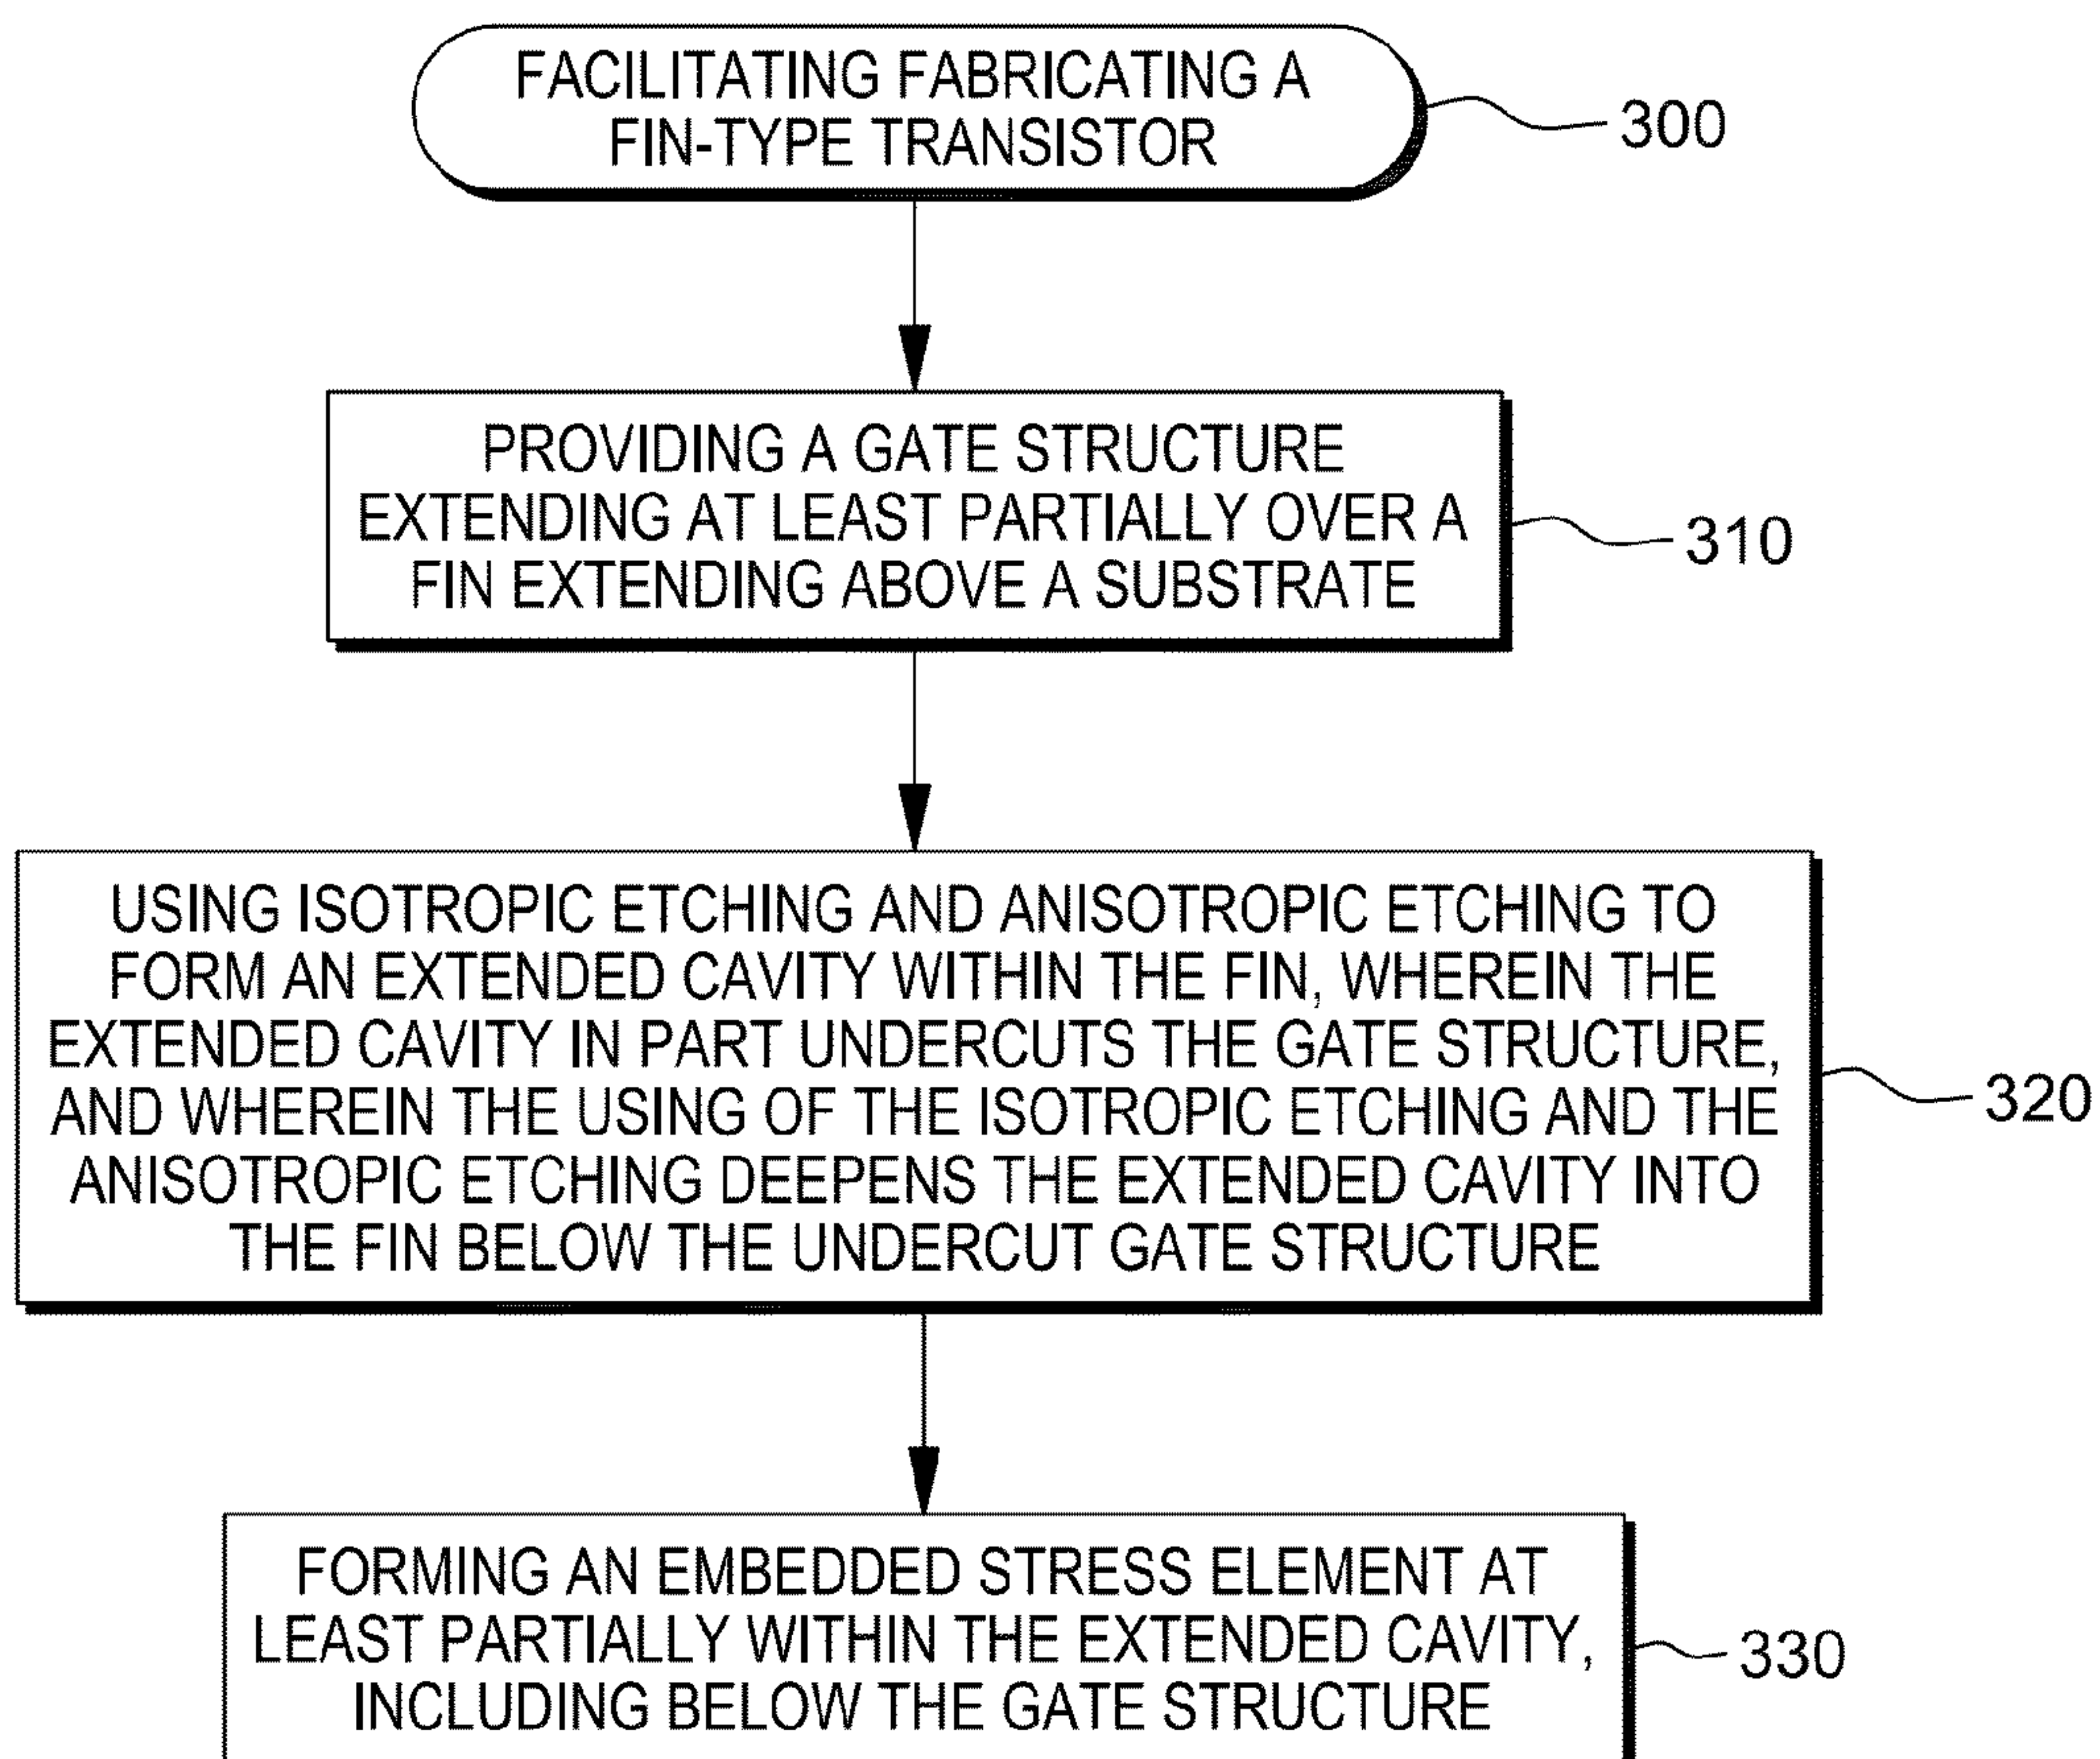 FACILITATING FABRICATING A
FIN-TYPE TRANSISTOR
300
PROVIDING A GATE STRUCTURE
EXTENDING AT LEAST PARTIALLY OVER A
FIN EXTENDING ABOVE A SUBSTRATE
310
USING ISOTROPIC ETCHING AND ANISOTROPIC ETCHING TO
FORM AN EXTENDED CAVITY WITHIN THE FIN, WHEREIN THE
EXTENDED CAVITY IN PART UNDERCUTS THE GATE STRUCTURE,
AND WHEREIN THE USING OF THE ISOTROPIC ETCHING AND THE
ANISOTROPIC ETCHING DEEPENS THE EXTENDED CAVITY INTO
THE FIN BELOW THE UNDERCUT GATE STRUCTURE
320
FORMING AN EMBEDDED STRESS ELEMENT AT
LEAST PARTIALLY WITHIN THE EXTENDED CAVITY,
INCLUDING BELOW THE GATE STRUCTURE
330